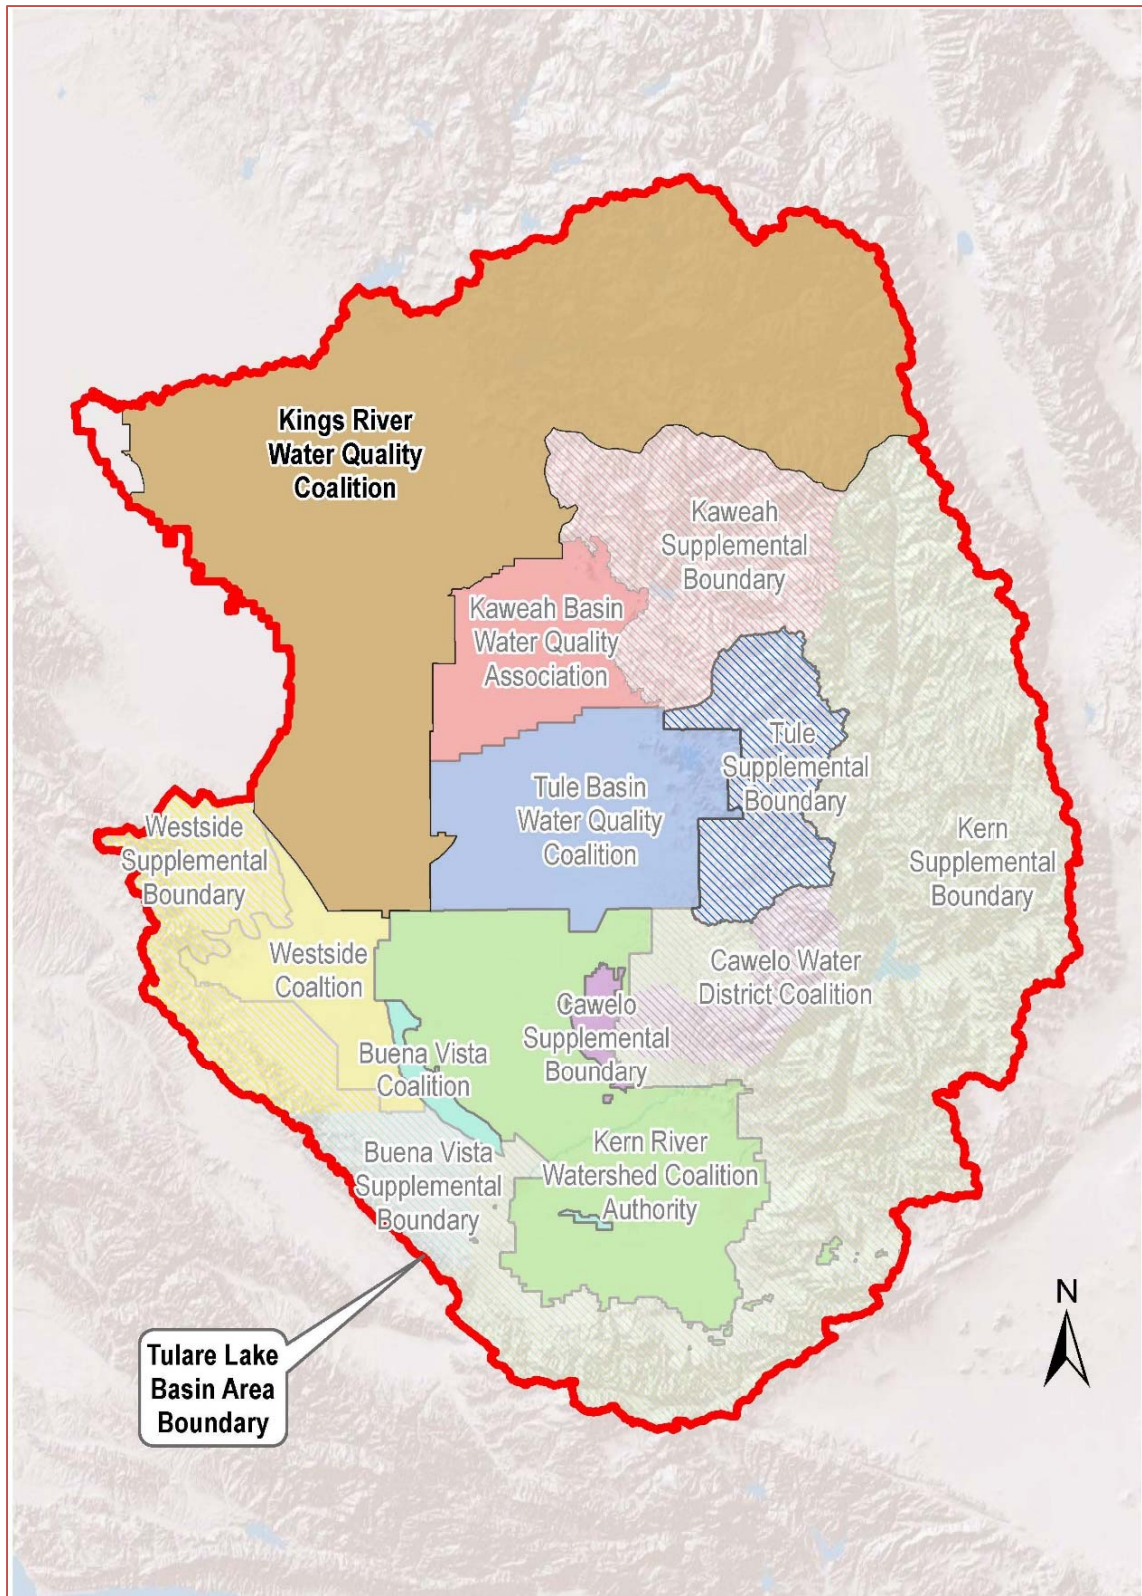 Kings River
Water Quality
Coalition
Kaweah
Supplemental
Boundary
Kaweah Basin
Water Quality
Association
Tule
Supplemental
Boundary
Tule Basin
Water Quality
Coalition
Westside
Supplemental
Boundary
Kern
Supplemental
Boundary
Westside
Coaltion
Cawelo Water
District Coalition
Cawelo
Supplemental
Boundary
Buena Vista
Coalition
Kern River
Watershed Coalition
Authority
Buena Vista
Supplemental
Boundary
N
Tulare Lake
Basin Area
Boundary